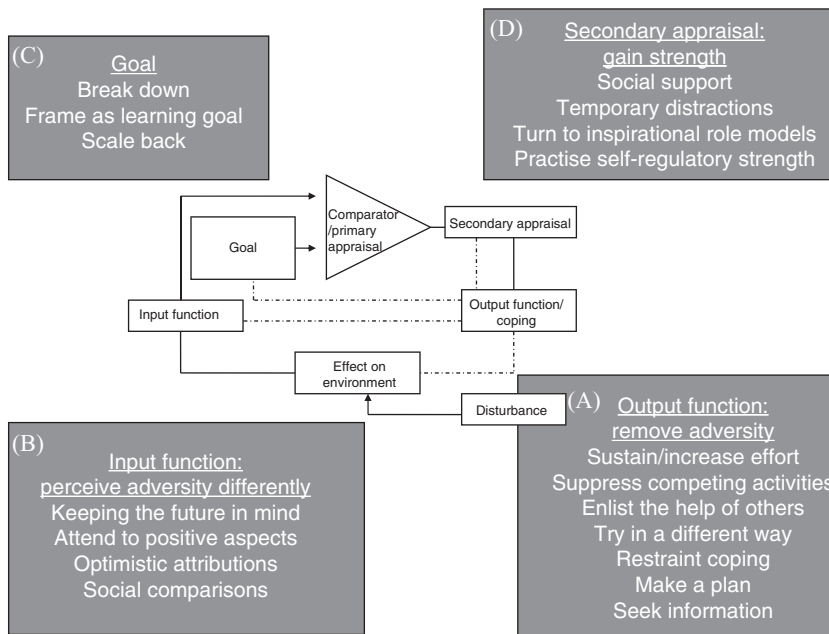 (C)
Goal
Break down
Frame as learning goal
Scale back
(D)
Secondary appraisal:
gain strength
Social support
Temporary distractions
Turn to inspirational role models
Practise self-regulatory strength
Comparator
/primary
appraisal
Secondary appraisal
Goal
Input function
Output function/
coping
Effect on
environment
Disturbance
(B)
Input function:
perceive adversity differently
Keeping the future in mind
Attend to positive aspects
Optimistic attributions
Social comparisons
(A)
Output function:
remove adversity
Sustain/increase effort
Suppress competing activities
Enlist the help of others
Try in a different way
Restraint coping
Make a plan
Seek information